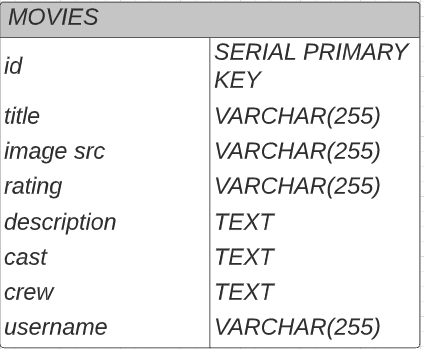 MOVIES
id SERIAL PRIMARY
KEY
title VARCHAR(255)
image src VARCHAR(255)
rating VARCHAR(255)
description TEXT
cast TEXT
crew TEXT
username VARCHAR(255)